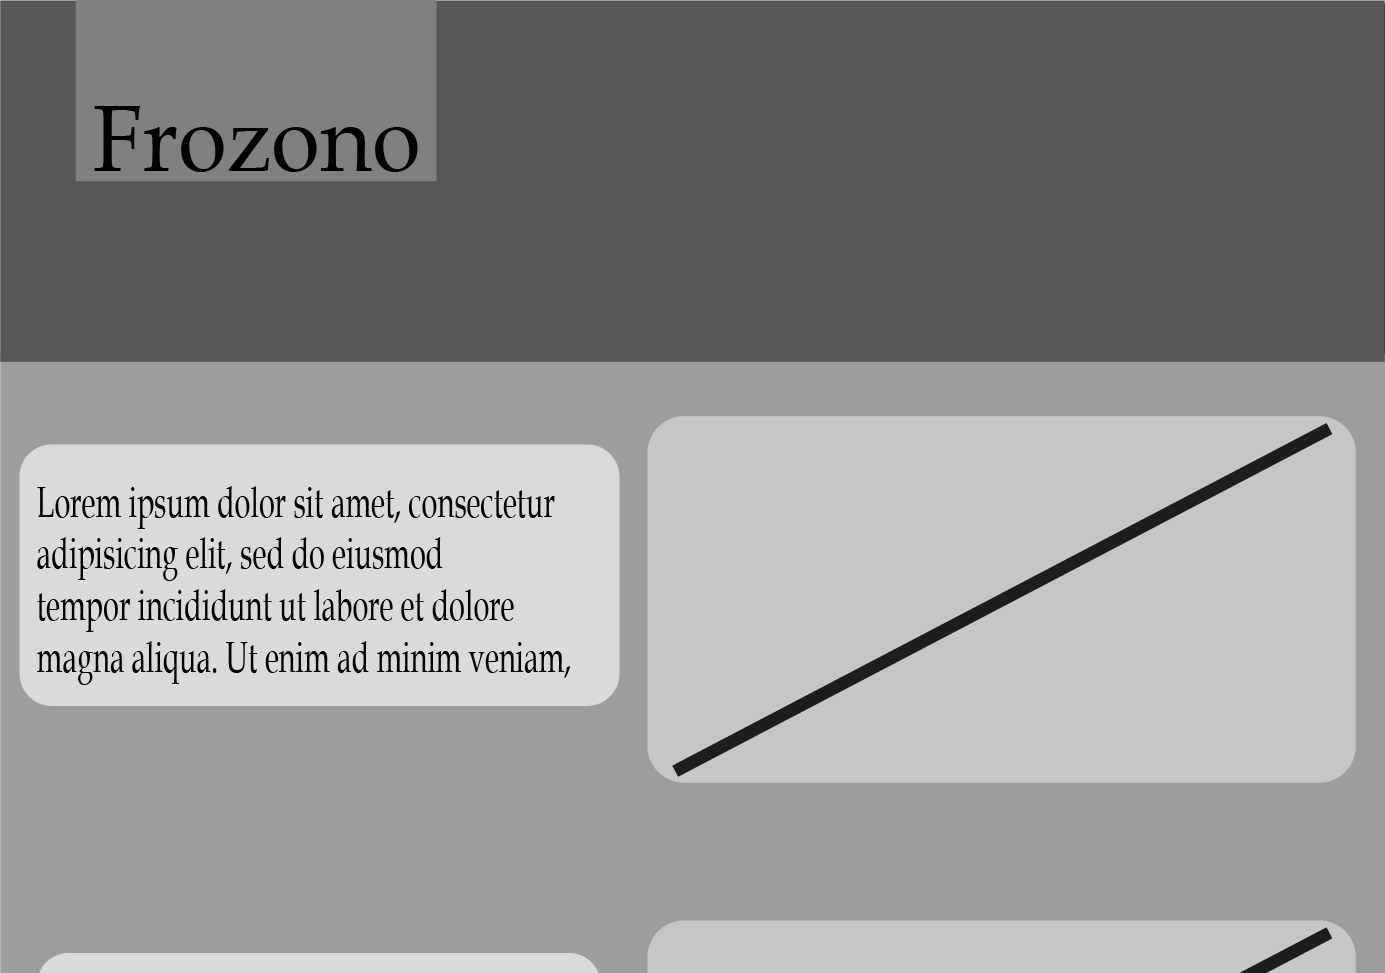 Frozono
Lorem ipsum dolor sit amet, consectetur
adipisicing elit, sed do eiusmod
tempor incididunt ut labore et dolore
magna aliqua. Ut enim ad minim veniam,